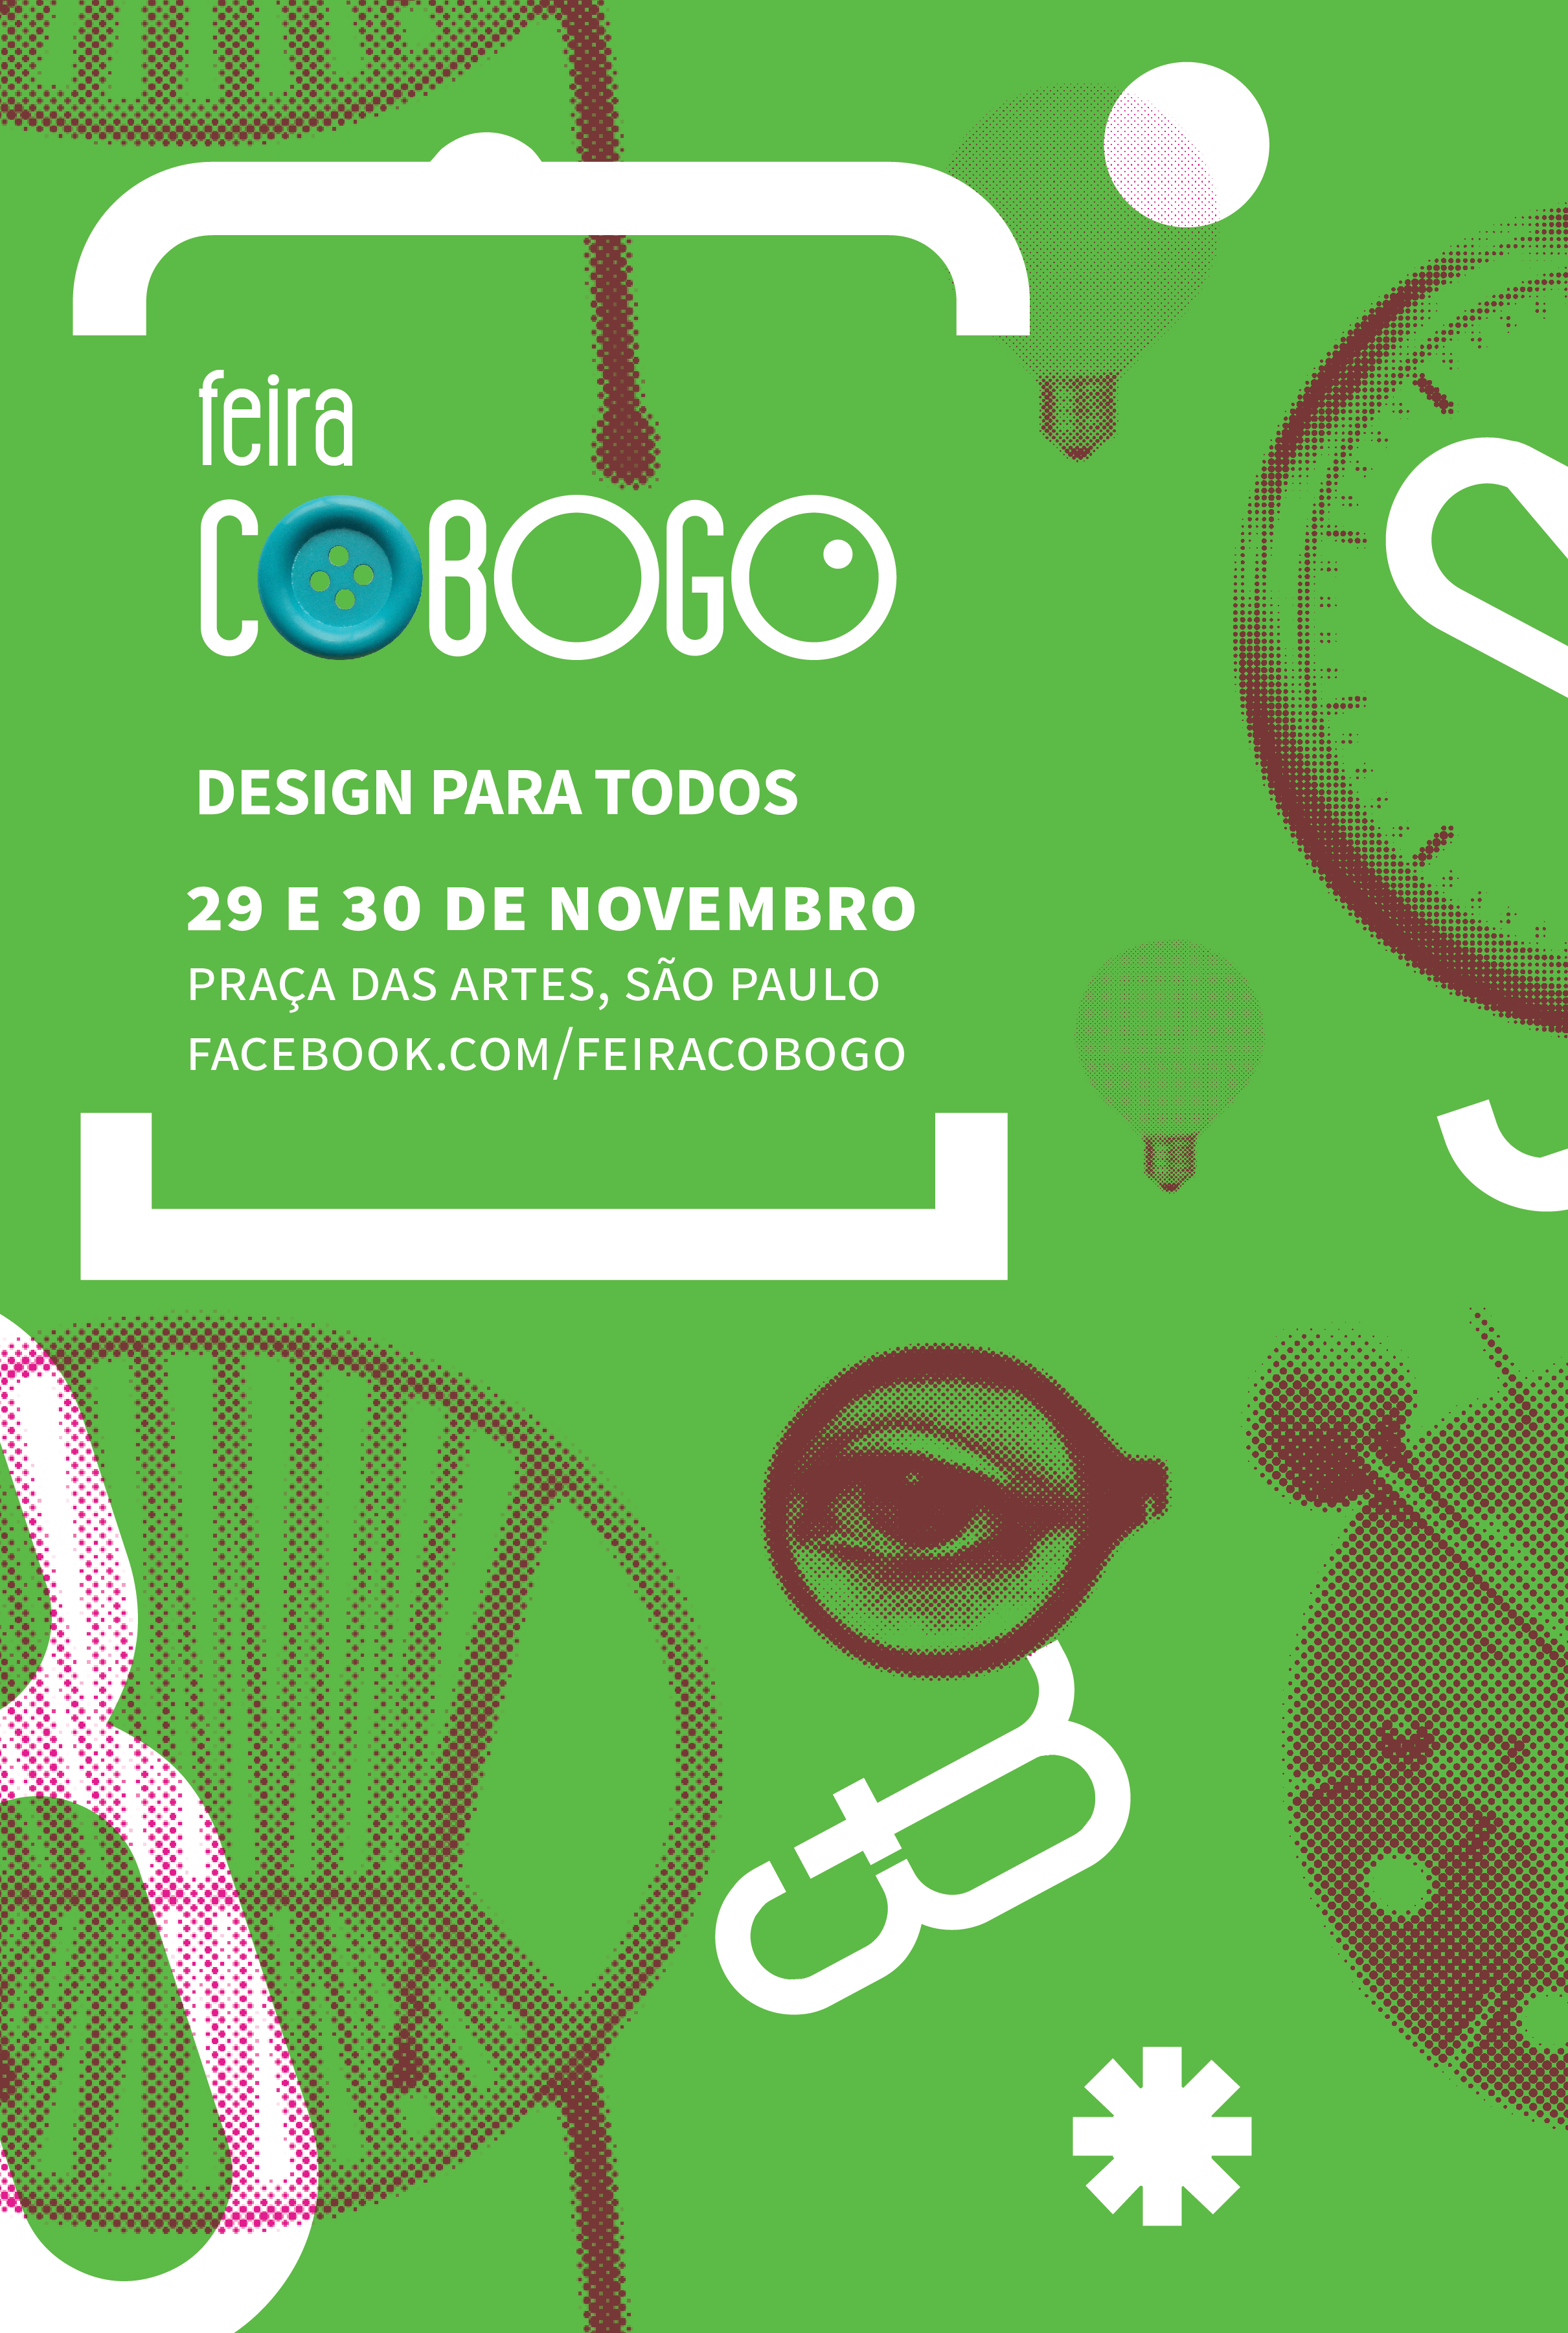 feira
COBOGO
DESIGN PARA TODOS
29 E 30 DE NOVEMBRO
PRAÇA DAS ARTES, SÃO PAULO
FACEBOOK.COM/FEIRACOBOGO